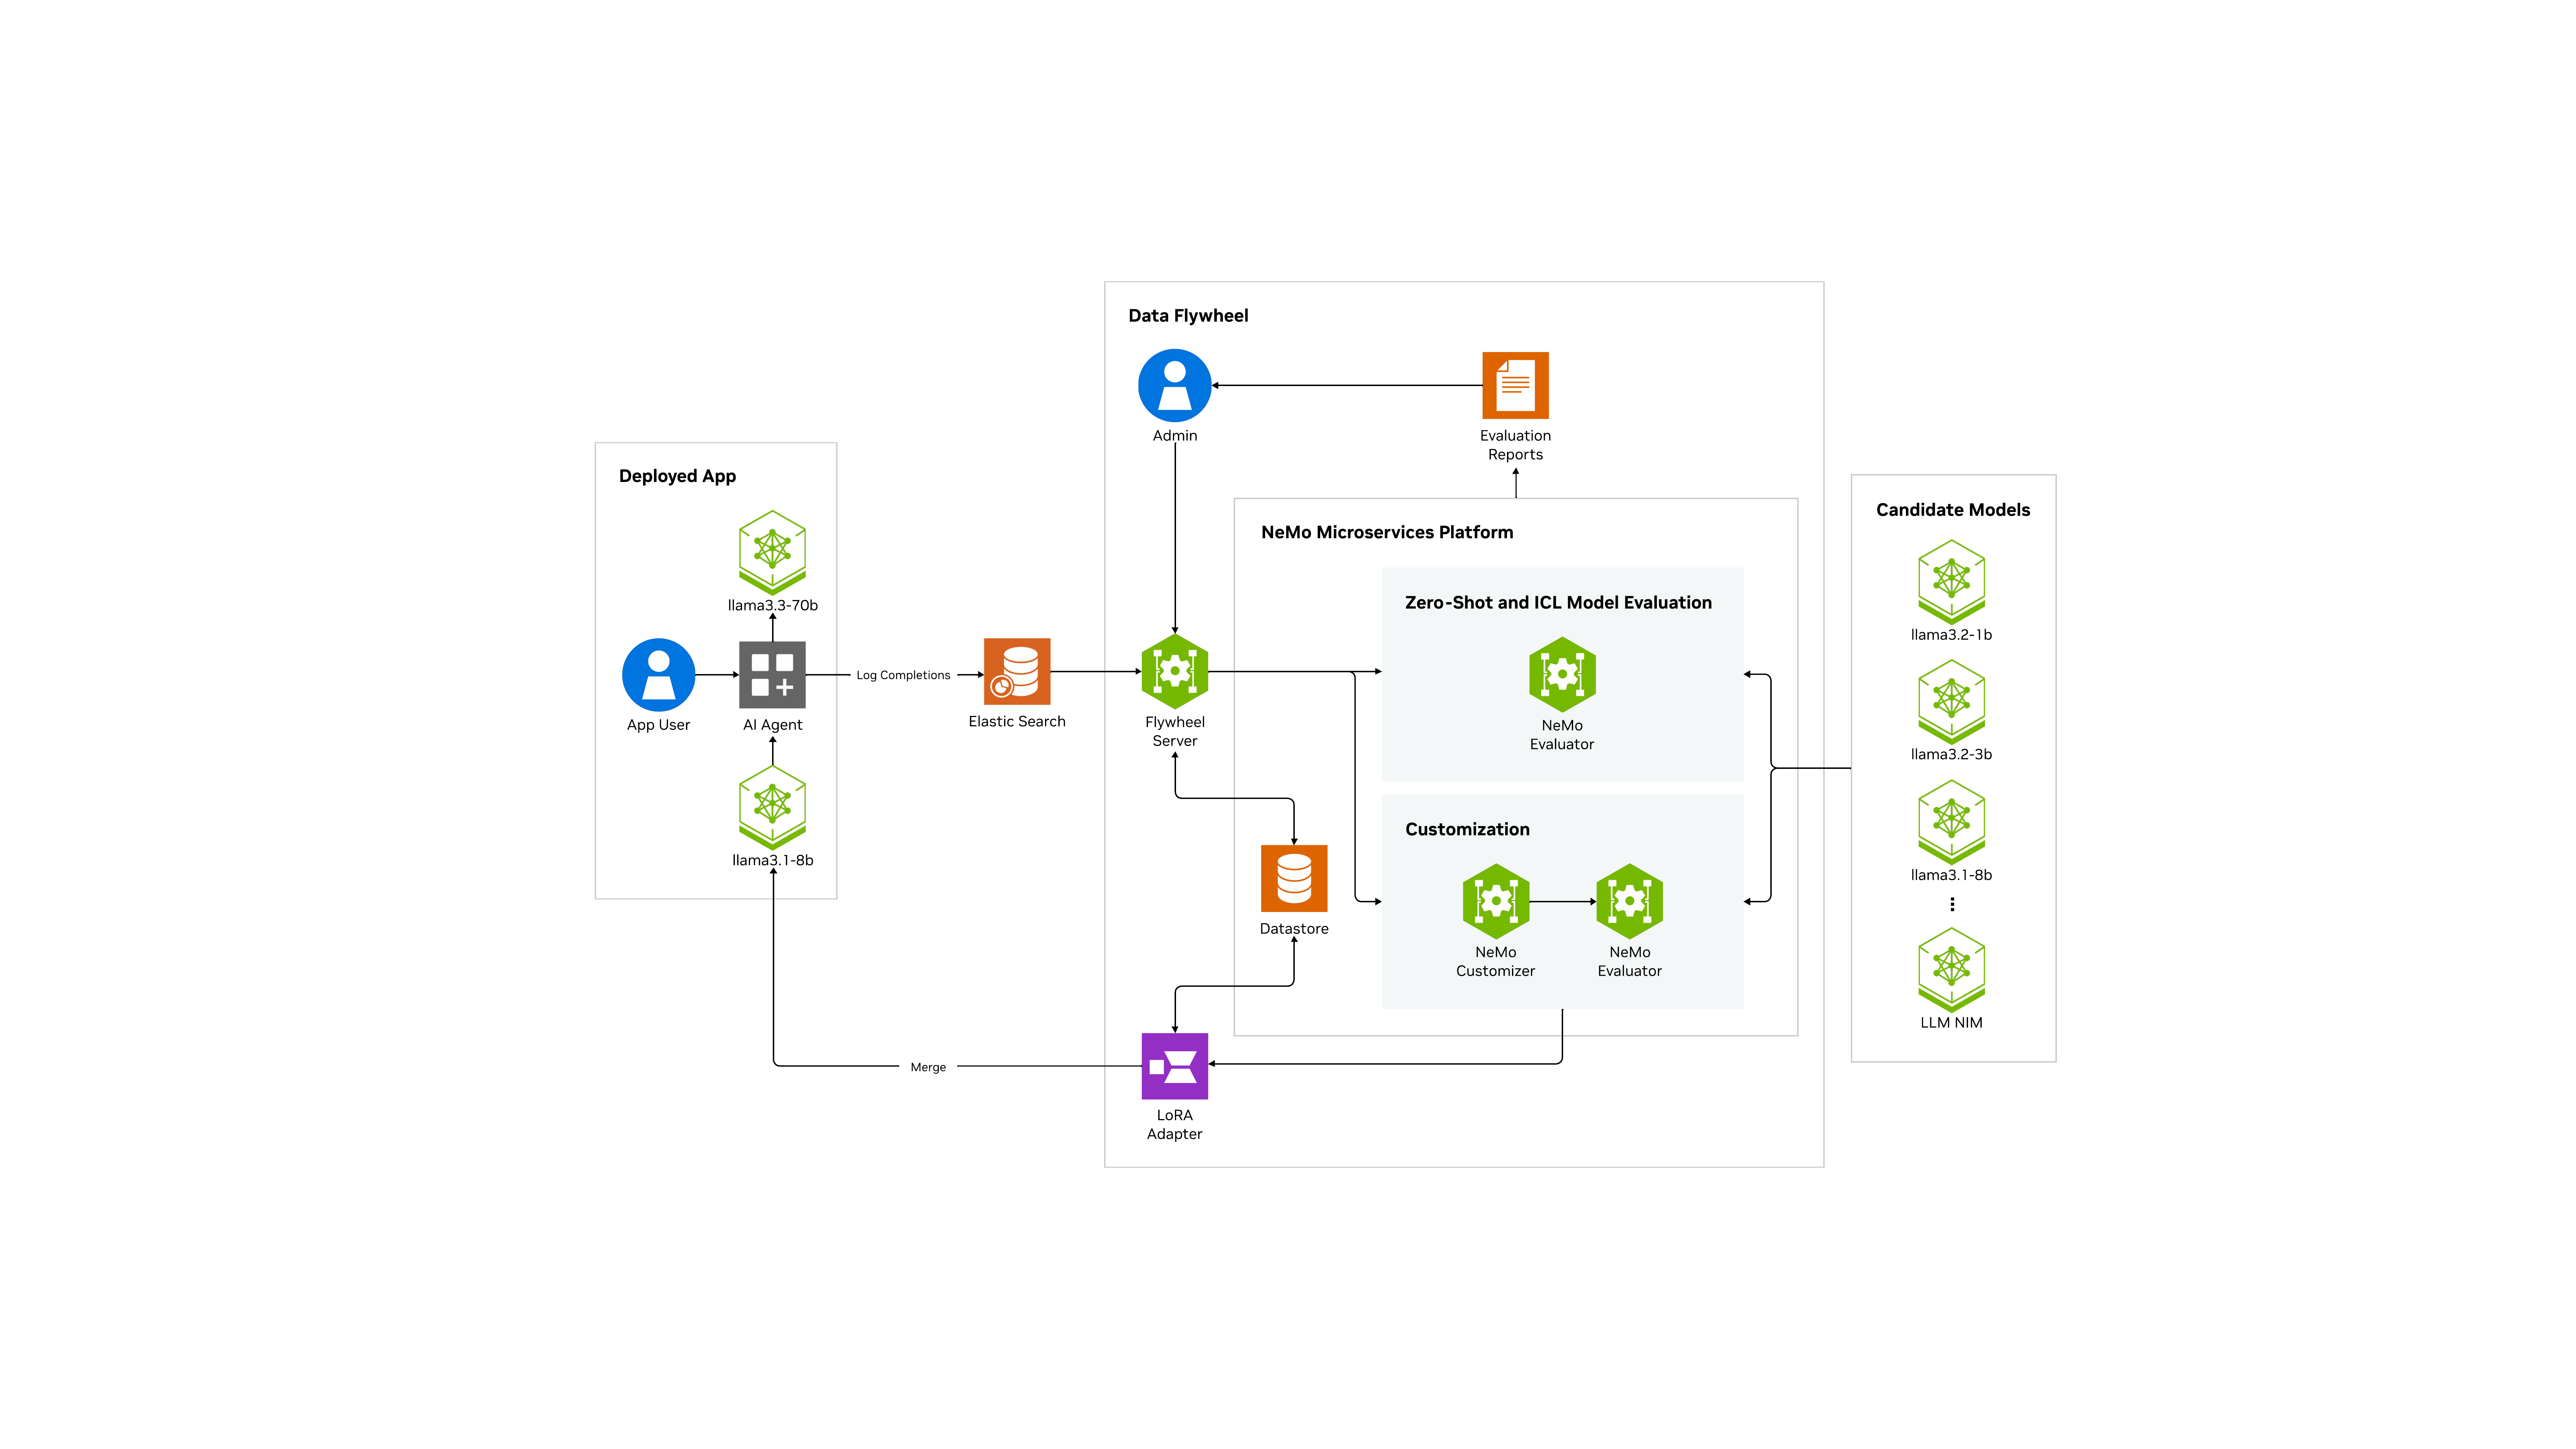 Data Flywheel
Admin
Evaluation
Reports
Deployed App
llama3.3-70b
App User
AI Agent
llama3.1-8b
Log Completions
Elastic Search
Flywheel
Server
NeMo Microservices Platform
Zero-Shot and ICL Model Evaluation
NeMo
Evaluator
Customization
NeMo
Customizer
NeMo
Evaluator
Datastore
Merge
LoRA
Adapter
Candidate Models
llama3.2-1b
llama3.2-3b
llama3.1-8b
LLM NIM